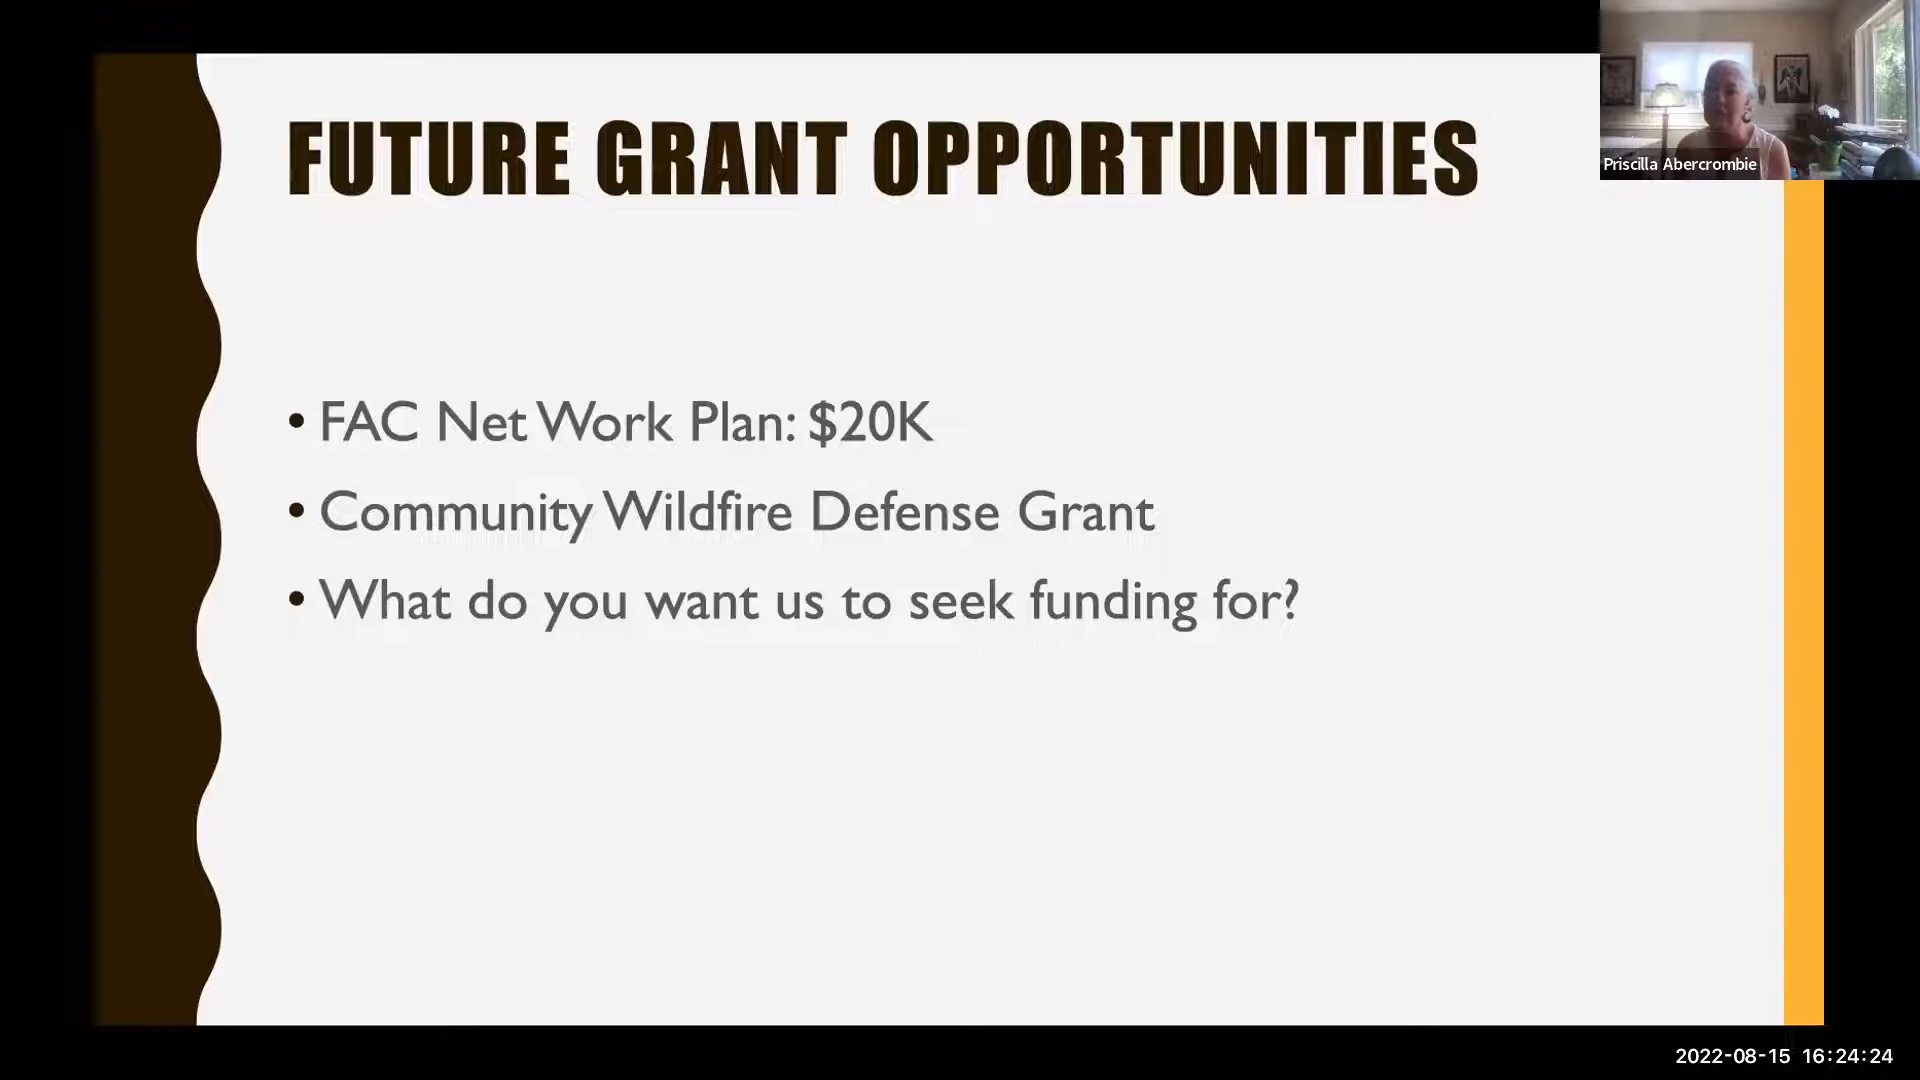 FUTURE GRANT OPPORTUNITIES
Priscilla Abercrombie
• FAC Net Work Plan: $20K
• Community Wildfire Defense Grant
• What do you want us to seek funding for?
2022-08-15 16:24:24